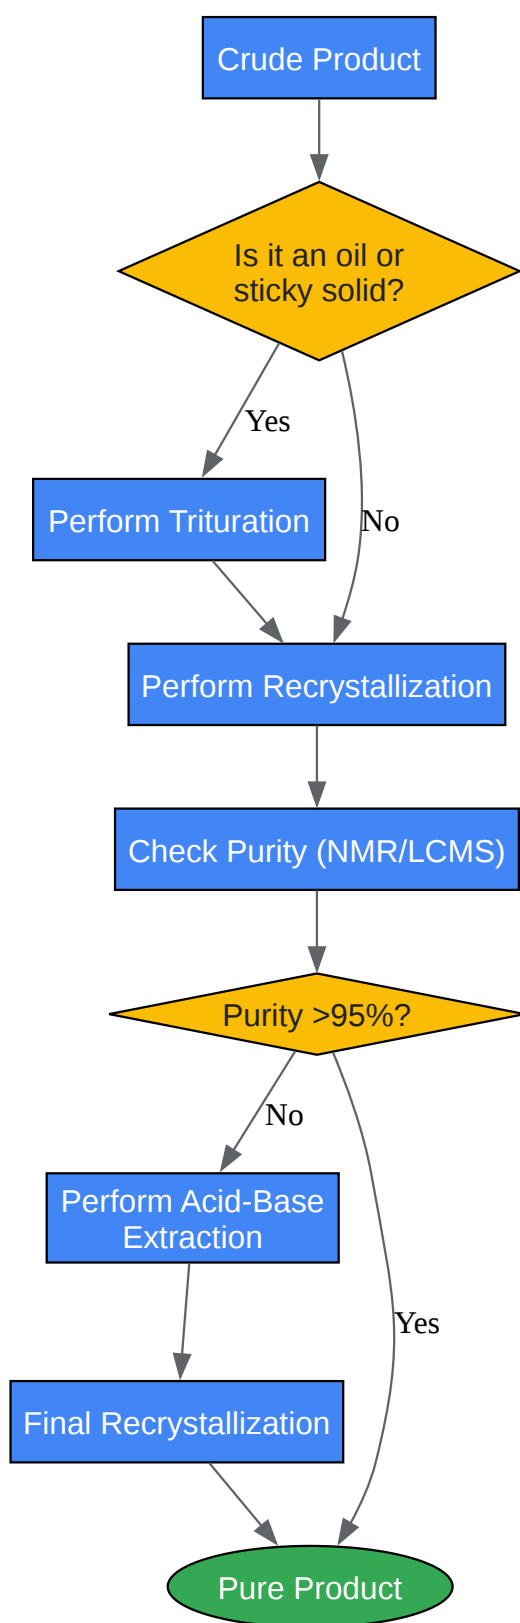 Crude Product
Is it an oil or
sticky solid?
Yes
Perform Trituration
No
Perform Recrystallization
Check Purity (NMR/LCMS)
Purity >95%?
No
Perform Acid-Base
Extraction
Yes
Final Recrystallization
Pure Product